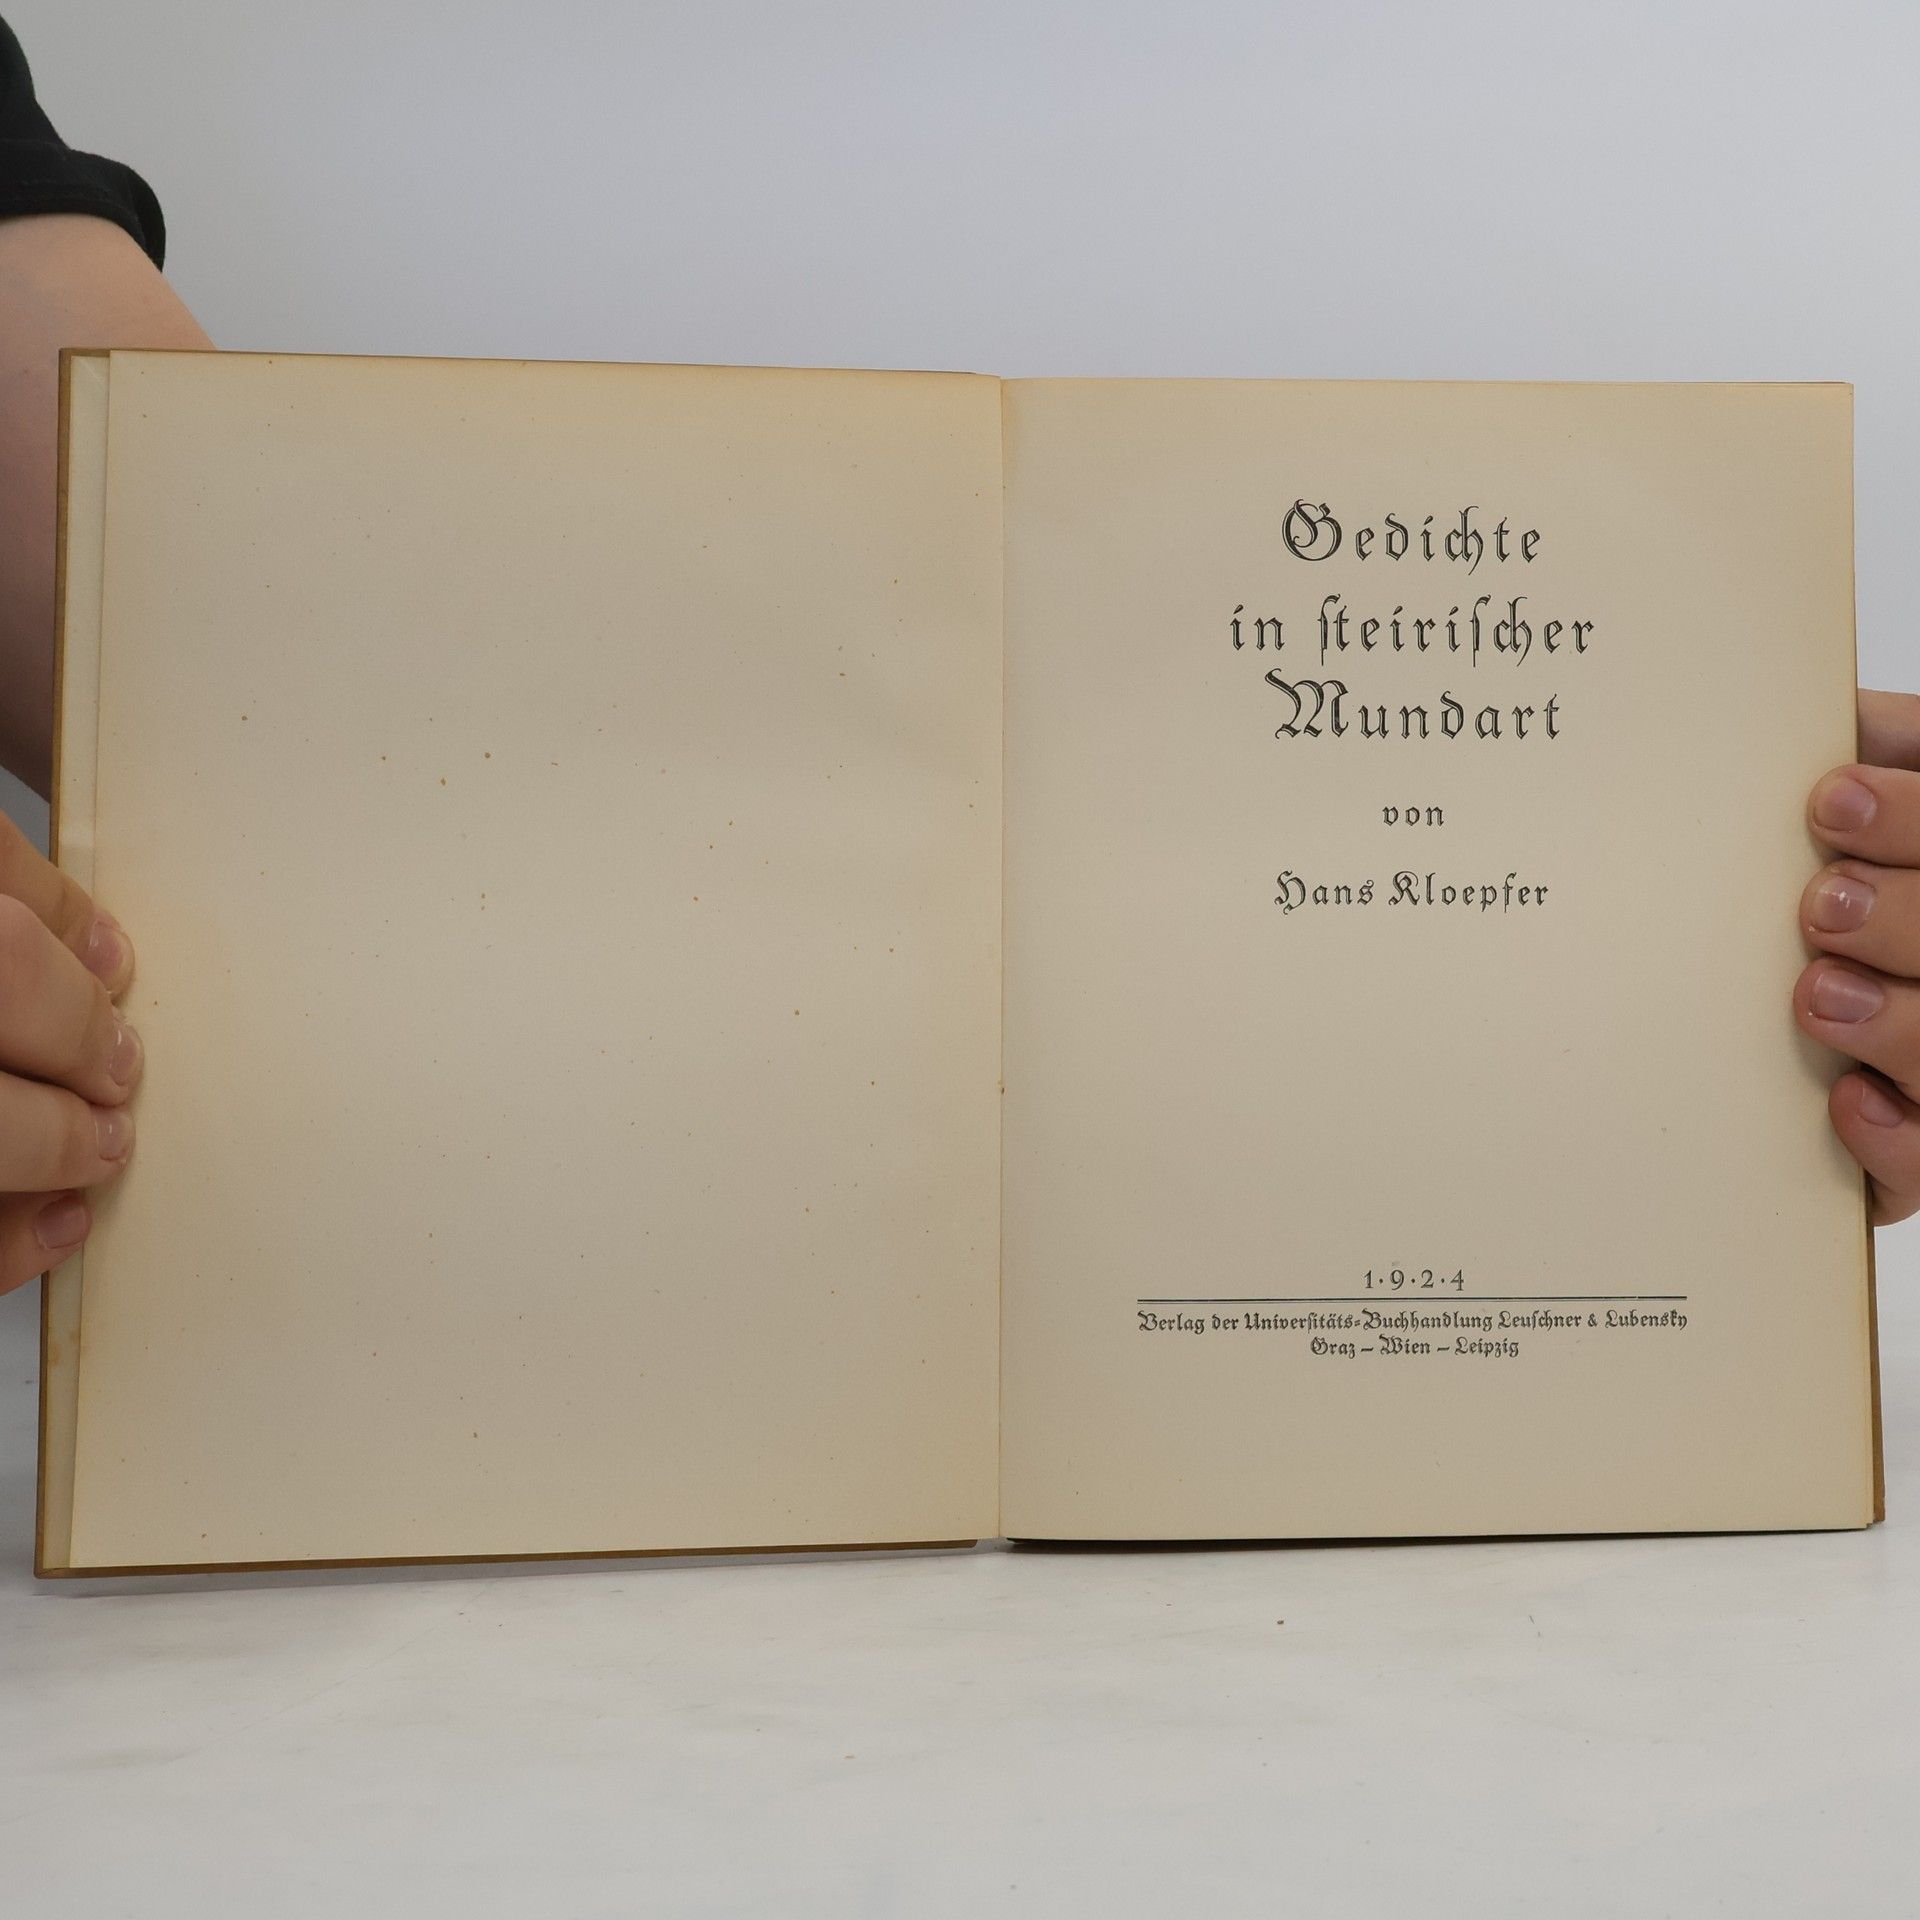 Gedichte
in ſteiriſcher
Mundart
von
Hans Kloepfer
1·9·2·4
Verlag der Univerſitäts-Buchhandlung Leuſchner & Lubensky
Graz – Wien – Leipzig